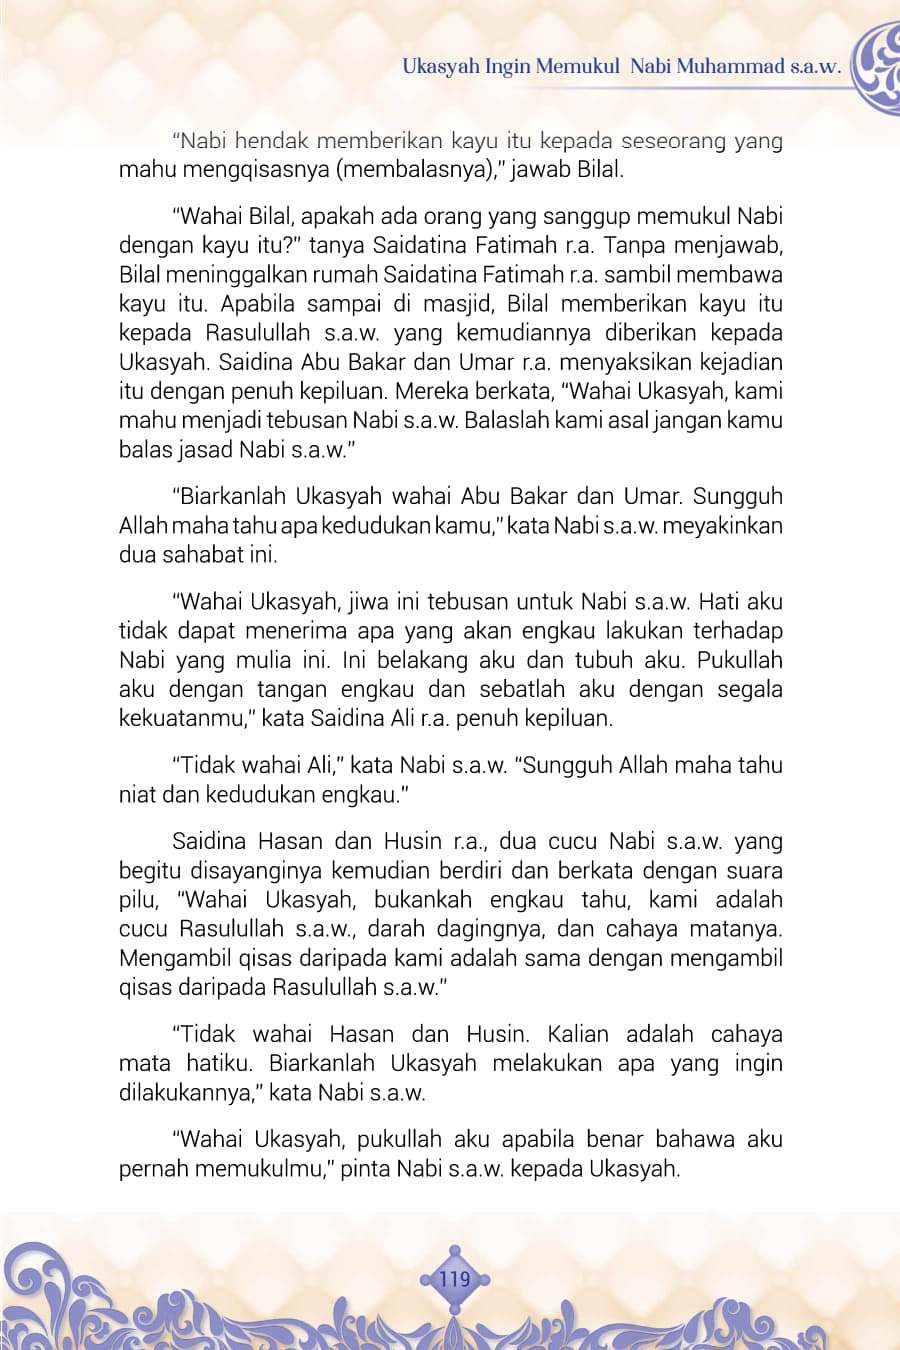 Ukasyah Ingin Memukul Nabi Muhammad s.a.w.
“Nabi hendak memberikan kayu itu kepada seseorang yang
mahu mengqisasnya (membalasnya),” jawab Bilal.
“Wahai Bilal, apakah ada orang yang sanggup memukul Nabi
dengan kayu itu?” tanya Saidatina Fatimah r.a. Tanpa menjawab,
Bilal meninggalkan rumah Saidatina Fatimah r.a. sambil membawa
kayu itu. Apabila sampai di masjid, Bilal memberikan kayu itu
kepada Rasulullah s.a.w. yang kemudiannya diberikan kepada
Ukasyah. Saidina Abu Bakar dan Umar r.a. menyaksikan kejadian
itu dengan penuh kepiluan. Mereka berkata, “Wahai Ukasyah, kami
mahu menjadi tebusan Nabi s.a.w. Balaslah kami asal jangan kamu
balas jasad Nabi s.a.w.”
“Biarkanlah Ukasyah wahai Abu Bakar dan Umar. Sungguh
Allah maha tahu apa kedudukan kamu,” kata Nabi s.a.w. meyakinkan
dua sahabat ini.
“Wahai Ukasyah, jiwa ini tebusan untuk Nabi s.a.w. Hati aku
tidak dapat menerima apa yang akan engkau lakukan terhadap
Nabi yang mulia ini. Ini belakang aku dan tubuh aku. Pukullah
aku dengan tangan engkau dan sebatlah aku dengan segala
kekuatanmu,” kata Saidina Ali r.a. penuh kepiluan.
“Tidak wahai Ali,” kata Nabi s.a.w. “Sungguh Allah maha tahu
niat dan kedudukan engkau.”
Saidina Hasan dan Husin r.a., dua cucu Nabi s.a.w. yang
begitu disayanginya kemudian berdiri dan berkata dengan suara
pilu, “Wahai Ukasyah, bukankah engkau tahu, kami adalah
cucu Rasulullah s.a.w., darah dagingnya, dan cahaya matanya.
Mengambil qisas daripada kami adalah sama dengan mengambil
qisas daripada Rasulullah s.a.w.”
“Tidak wahai Hasan dan Husin. Kalian adalah cahaya
mata hatiku. Biarkanlah Ukasyah melakukan apa yang ingin
dilakukannya,” kata Nabi s.a.w.
“Wahai Ukasyah, pukullah aku apabila benar bahawa aku
pernah memukulmu,” pinta Nabi s.a.w. kepada Ukasyah.
119